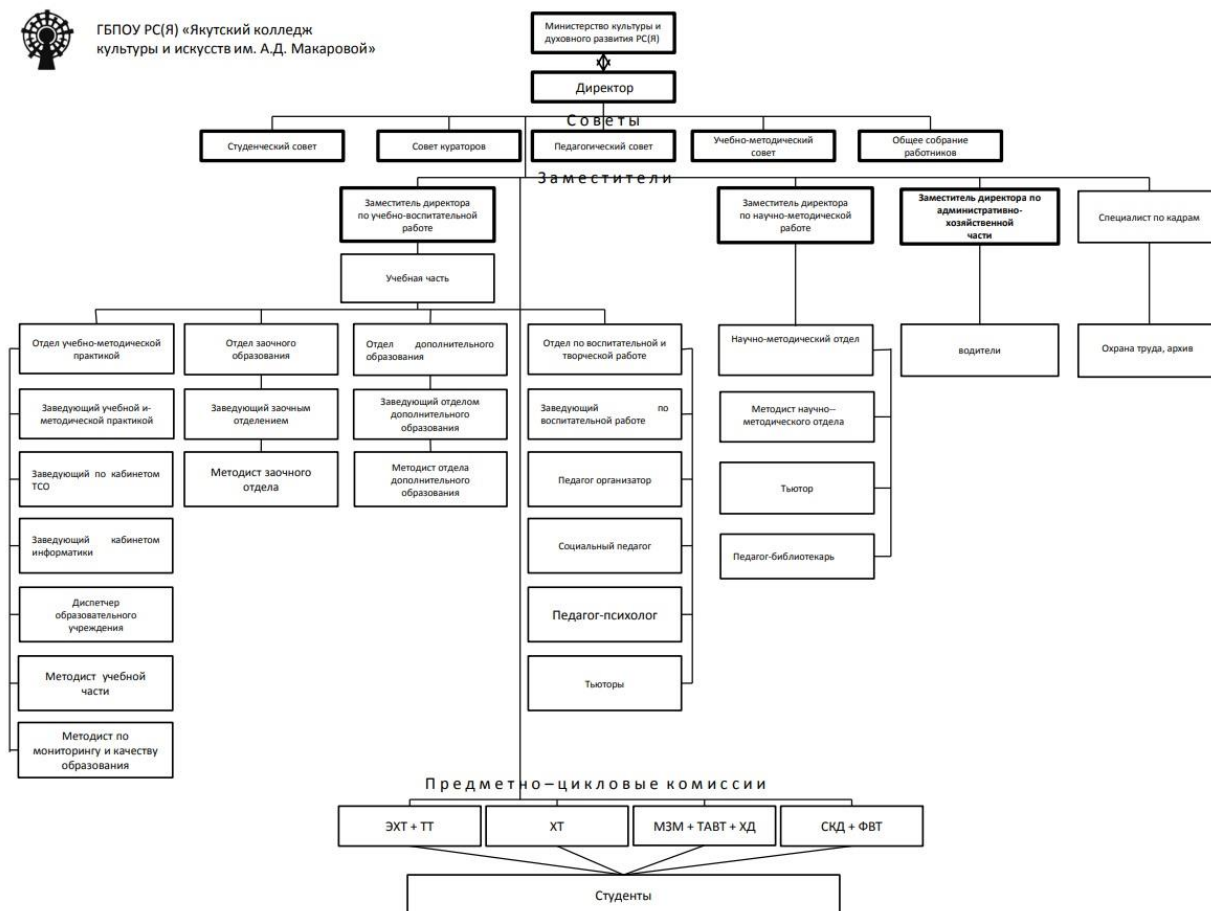 ГБПОУ РС(Я) «Якутский колледж
культуры и искусств им. А.Д. Макаровой»
Министерство культуры и
духовного развития РС(Я)
Директор
Советы
Студенческий совет
Совет кураторов
Педагогический совет
Учебно-методический
совет
Общее собрание
работников
Заместители
Заместитель директора
по учебно-воспитательной
работе
Заместитель директора
по научно-методической
работе
Заместитель директора по
административно-
хозяйственной
части
Специалист по кадрам
Учебная часть
Отдел учебно-методической
практикой
Отдел заочного
образования
Отдел дополнительного
образования
Отдел по воспитательной и
творческой работе
Научно-методический отдел
водители
Охрана труда, архив
Заведующий учебной и-
методической практикой
Заведующий заочным
отделением
Заведующий отделом
дополнительного
образования
Заведующий по
воспитательной работе
Методист научно--
методического отдела
Заведующий по кабинетом
ТСО
Методист заочного
отдела
Методист отдела
дополнительного
образования
Педагог организатор
Тьютор
Заведующий кабинетом
информатики
Социальный педагог
Педагог-библиотекарь
Диспетчер
образовательного
учреждения
Педагог-психолог
Методист учебной
части
Тьюторы
Методист по
мониторингу и качеству
образования
Предметно–цикловые комиссии
ЭХТ + ТТ
ХТ
МЗМ + ТАВТ + ХД
СКД + ФВТ
Студенты